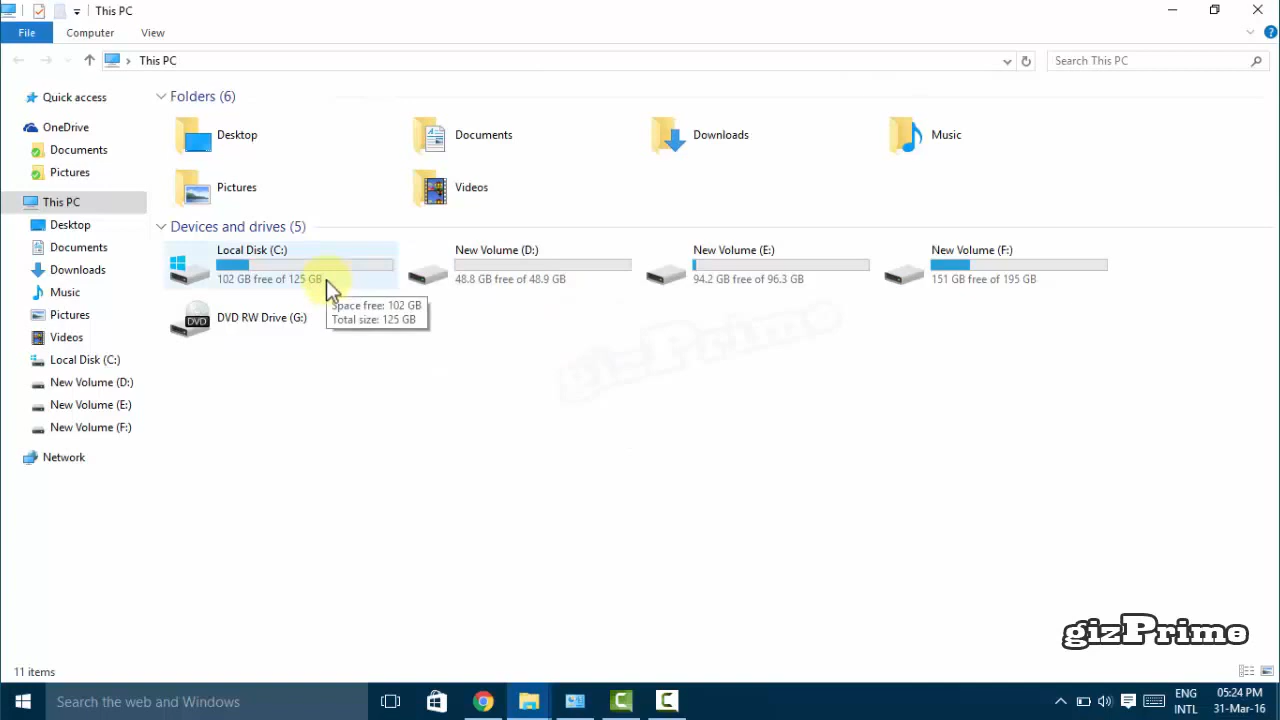 This PC
File Computer View
This PC
Search This PC
Quick access
OneDrive
Documents
Pictures
This PC
Desktop
Documents
Downloads
Music
Pictures
Videos
Local Disk (C:)
New Volume (D:)
New Volume (E:)
New Volume (F:)
Network
Folders (6)
Desktop
Documents
Downloads
Music
Pictures
Videos
Devices and drives (5)
Local Disk (C:)
102 GB free of 125 GB
New Volume (D:)
48.8 GB free of 48.9 GB
New Volume (E:)
94.2 GB free of 96.3 GB
New Volume (F:)
151 GB free of 195 GB
DVD
DVD RW Drive (G:)
Space free: 102 GB
Total size: 125 GB
gizPrime
gizPrime
11 items
Search the web and Windows
ENG
INTL
05:24 PM
31-Mar-16